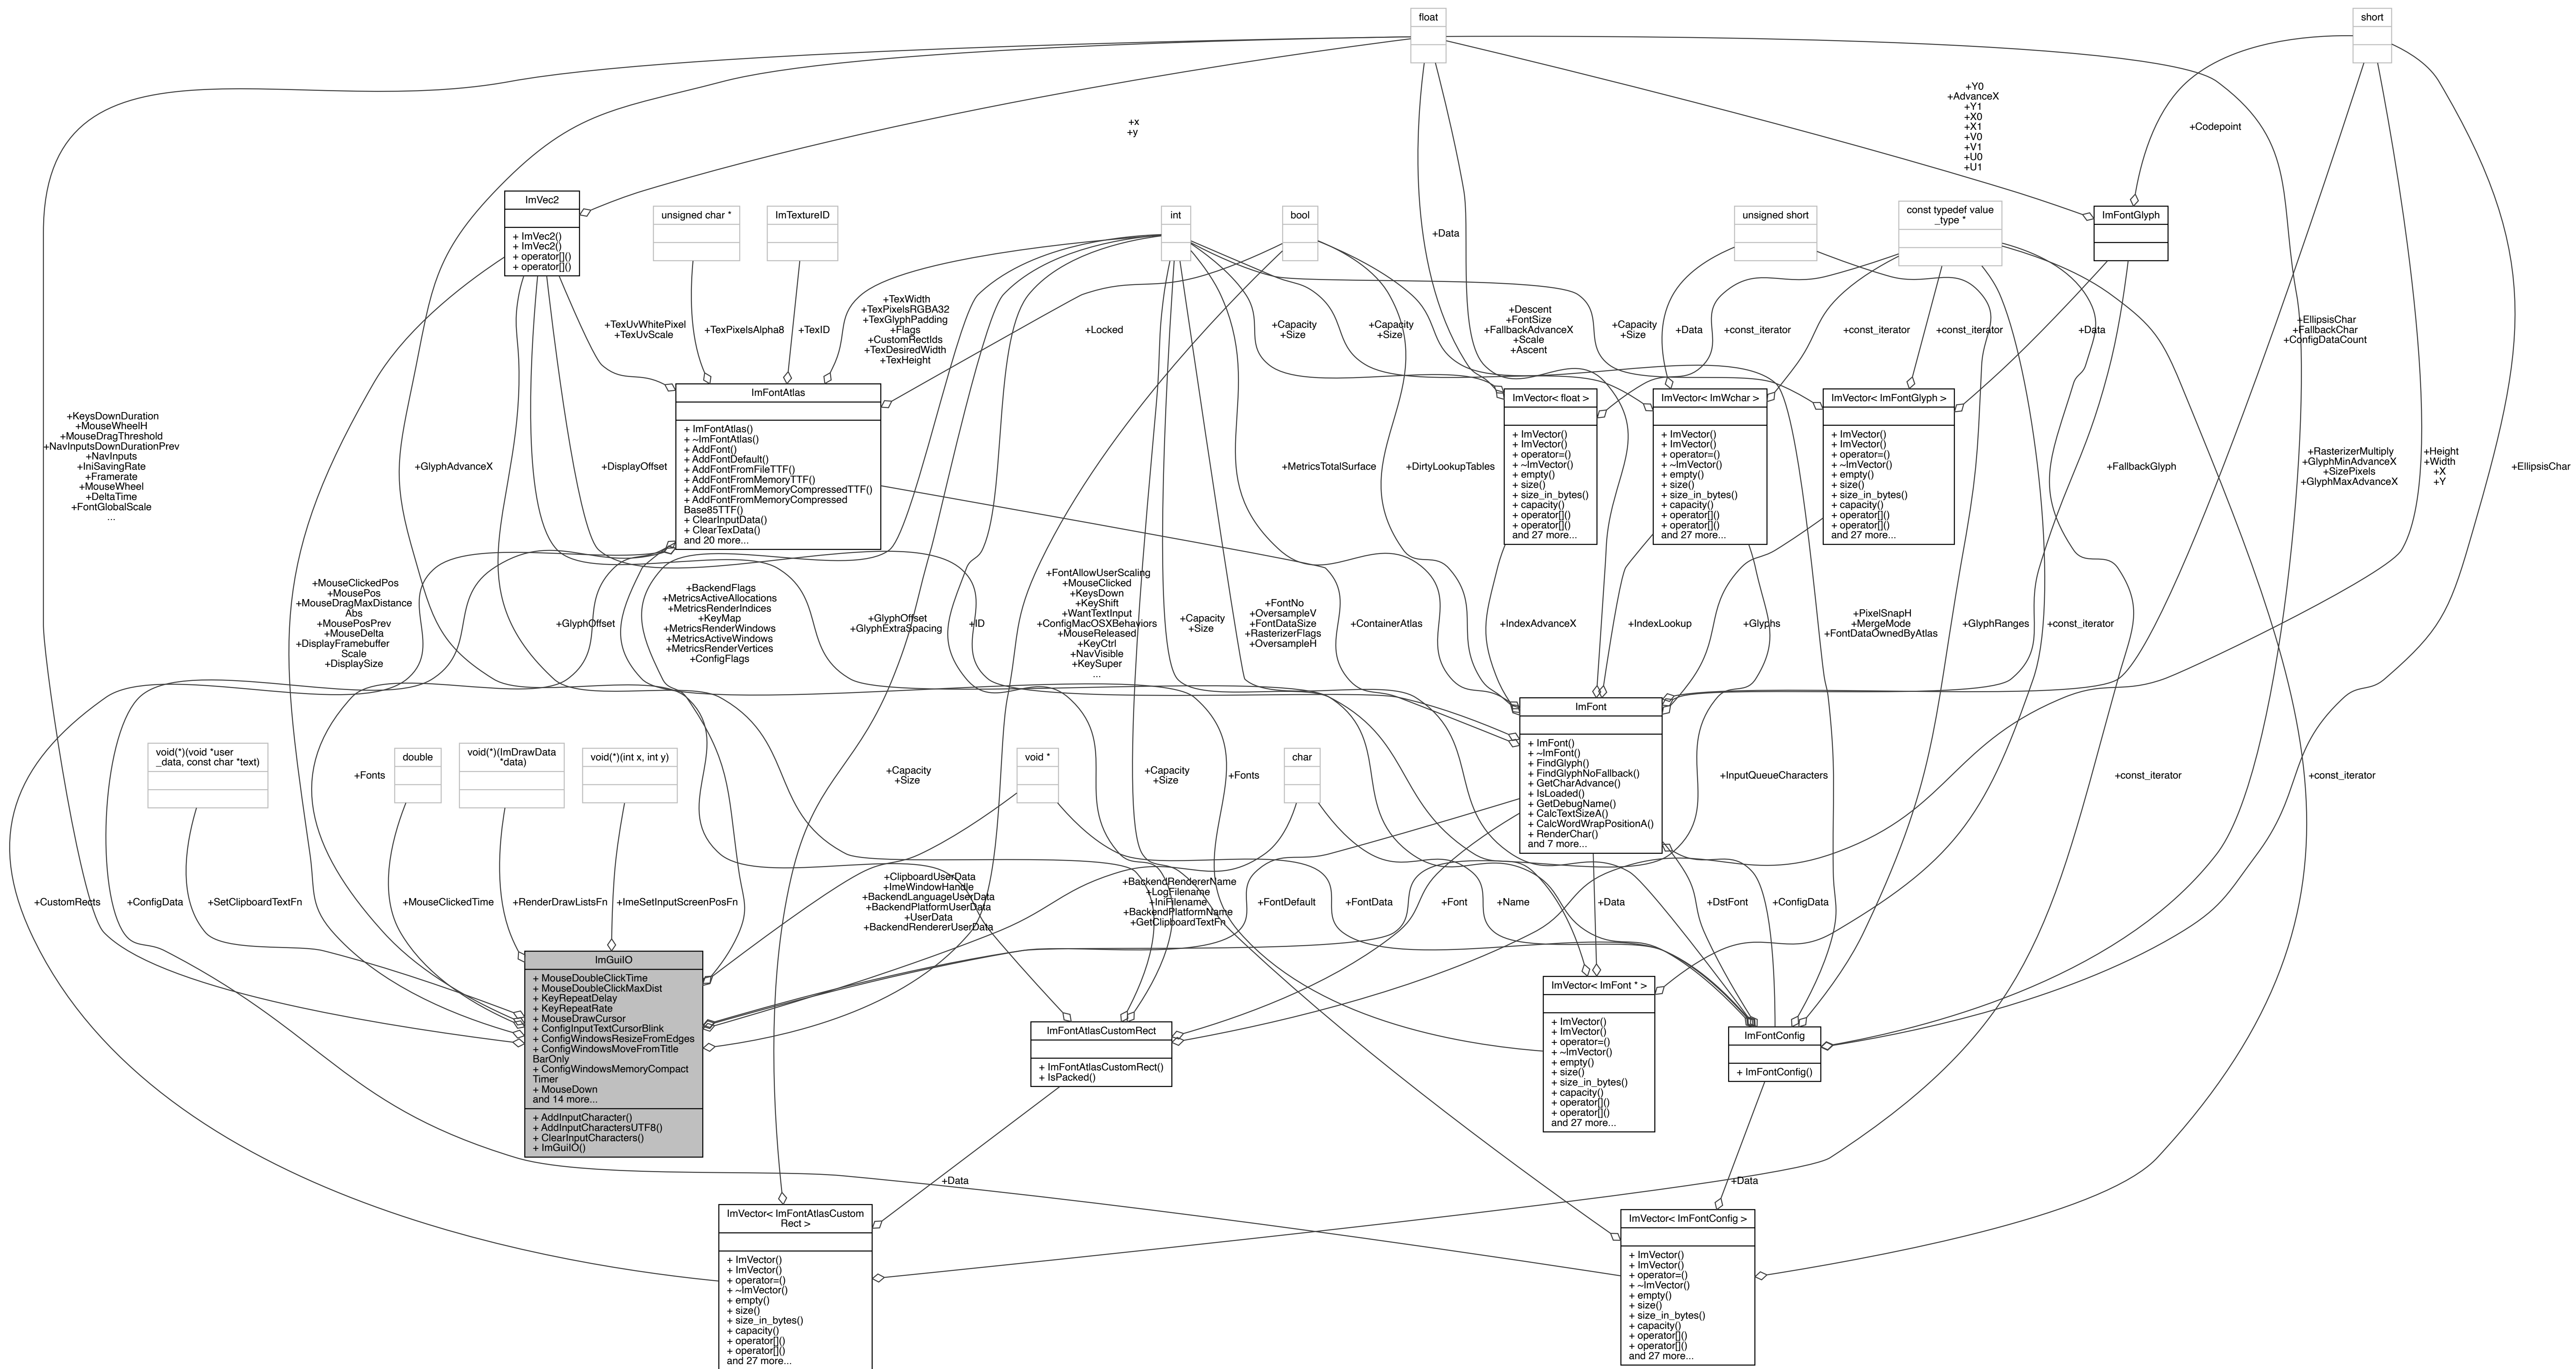 float
short
+Y0
+AdvanceX
+Y1
+X0
+X1
+V0
+V1
+U0
+U1
+x
+y
+Codepoint
ImVec2
+ ImVec2()
+ ImVec2()
+ operator[]()
+ operator[]()
unsigned char *
ImTextureID
int
bool
unsigned short
const typedef value
_type *
ImFontGlyph
+Data
+TexUvWhitePixel
+TexUvScale
+TexPixelsAlpha8
+TexID
+TexWidth
+TexPixelsRGBA32
+TexGlyphPadding
+Flags
+CustomRectIds
+TexDesiredWidth
+TexHeight
+Locked
+Capacity
+Size
+Capacity
+Size
+Descent
+FontSize
+FallbackAdvanceX
+Scale
+Ascent
+Capacity
+Size
+Data
+const_iterator
+const_iterator
+const_iterator
+Data
+EllipsisChar
+FallbackChar
+ConfigDataCount
+KeysDownDuration
+MouseWheelH
+MouseDragThreshold
+NavInputsDownDurationPrev
+NavInputs
+IniSavingRate
+Framerate
+MouseWheel
+DeltaTime
+FontGlobalScale
...
+GlyphAdvanceX
+DisplayOffset
ImFontAtlas
+ ImFontAtlas()
+ ~ImFontAtlas()
+ AddFont()
+ AddFontDefault()
+ AddFontFromFileTTF()
+ AddFontFromMemoryTTF()
+ AddFontFromMemoryCompressedTTF()
+ AddFontFromMemoryCompressed
Base85TTF()
+ ClearInputData()
+ ClearTexData()
and 20 more...
+MetricsTotalSurface
+DirtyLookupTables
ImVector< float >
+ ImVector()
+ ImVector()
+ operator=()
+ ~ImVector()
+ empty()
+ size()
+ size_in_bytes()
+ capacity()
+ operator[]()
+ operator[]()
and 27 more...
ImVector< ImWchar >
+ ImVector()
+ ImVector()
+ operator=()
+ ~ImVector()
+ empty()
+ size()
+ size_in_bytes()
+ capacity()
+ operator[]()
+ operator[]()
and 27 more...
ImVector< ImFontGlyph >
+ ImVector()
+ ImVector()
+ operator=()
+ ~ImVector()
+ empty()
+ size()
+ size_in_bytes()
+ capacity()
+ operator[]()
+ operator[]()
and 27 more...
+FallbackGlyph
+RasterizerMultiply
+GlyphMinAdvanceX
+SizePixels
+GlyphMaxAdvanceX
+Height
+Width
+X
+Y
+EllipsisChar
+MouseClickedPos
+MousePos
+MouseDragMaxDistance
Abs
+MousePosPrev
+MouseDelta
+DisplayFramebuffer
Scale
+DisplaySize
+GlyphOffset
+BackendFlags
+MetricsActiveAllocations
+MetricsRenderIndices
+KeyMap
+MetricsRenderWindows
+MetricsActiveWindows
+MetricsRenderVertices
+ConfigFlags
+GlyphOffset
+GlyphExtraSpacing
+ID
+FontAllowUserScaling
+MouseClicked
+KeysDown
+KeyShift
+WantTextInput
+ConfigMacOSXBehaviors
+MouseReleased
+KeyCtrl
+NavVisible
+KeySuper
...
+Capacity
+Size
+FontNo
+OversampleV
+FontDataSize
+RasterizerFlags
+OversampleH
+ContainerAtlas
+IndexAdvanceX
+IndexLookup
+Glyphs
+PixelSnapH
+MergeMode
+FontDataOwnedByAtlas
+GlyphRanges
+const_iterator
void(*)(void *user
_data, const char *text)
+Fonts
double
void(*)(ImDrawData
*data)
void(*)(int x, int y)
+Capacity
+Size
void *
+Capacity
+Size
+Fonts
char
ImFont
+ ImFont()
+ ~ImFont()
+ FindGlyph()
+ FindGlyphNoFallback()
+ GetCharAdvance()
+ IsLoaded()
+ GetDebugName()
+ CalcTextSizeA()
+ CalcWordWrapPositionA()
+ RenderChar()
and 7 more...
+InputQueueCharacters
+const_iterator
+const_iterator
+CustomRects
+ConfigData
+SetClipboardTextFn
+MouseClickedTime
+RenderDrawListsFn
+ImeSetInputScreenPosFn
+ClipboardUserData
+ImeWindowHandle
+BackendLanguageUserData
+BackendPlatformUserData
+UserData
+BackendRendererUserData
+BackendRendererName
+LogFilename
+IniFilename
+BackendPlatformName
+GetClipboardTextFn
+FontDefault
+FontData
+Font
+Name
+Data
+DstFont
+ConfigData
ImGuiIO
+ MouseDoubleClickTime
+ MouseDoubleClickMaxDist
+ KeyRepeatDelay
+ KeyRepeatRate
+ MouseDrawCursor
+ ConfigInputTextCursorBlink
+ ConfigWindowsResizeFromEdges
+ ConfigWindowsMoveFromTitle
BarOnly
+ ConfigWindowsMemoryCompact
Timer
+ MouseDown
and 14 more...
+ AddInputCharacter()
+ AddInputCharactersUTF8()
+ ClearInputCharacters()
+ ImGuiIO()
ImFontAtlasCustomRect
+ ImFontAtlasCustomRect()
+ IsPacked()
ImVector< ImFont * >
+ ImVector()
+ ImVector()
+ operator=()
+ ~ImVector()
+ empty()
+ size()
+ size_in_bytes()
+ capacity()
+ operator[]()
+ operator[]()
and 27 more...
ImFontConfig
+ ImFontConfig()
+Data
+Data
ImVector< ImFontAtlasCustom
Rect >
+ ImVector()
+ ImVector()
+ operator=()
+ ~ImVector()
+ empty()
+ size()
+ size_in_bytes()
+ capacity()
+ operator[]()
+ operator[]()
and 27 more...
ImVector< ImFontConfig >
+ ImVector()
+ ImVector()
+ operator=()
+ ~ImVector()
+ empty()
+ size()
+ size_in_bytes()
+ capacity()
+ operator[]()
+ operator[]()
and 27 more...